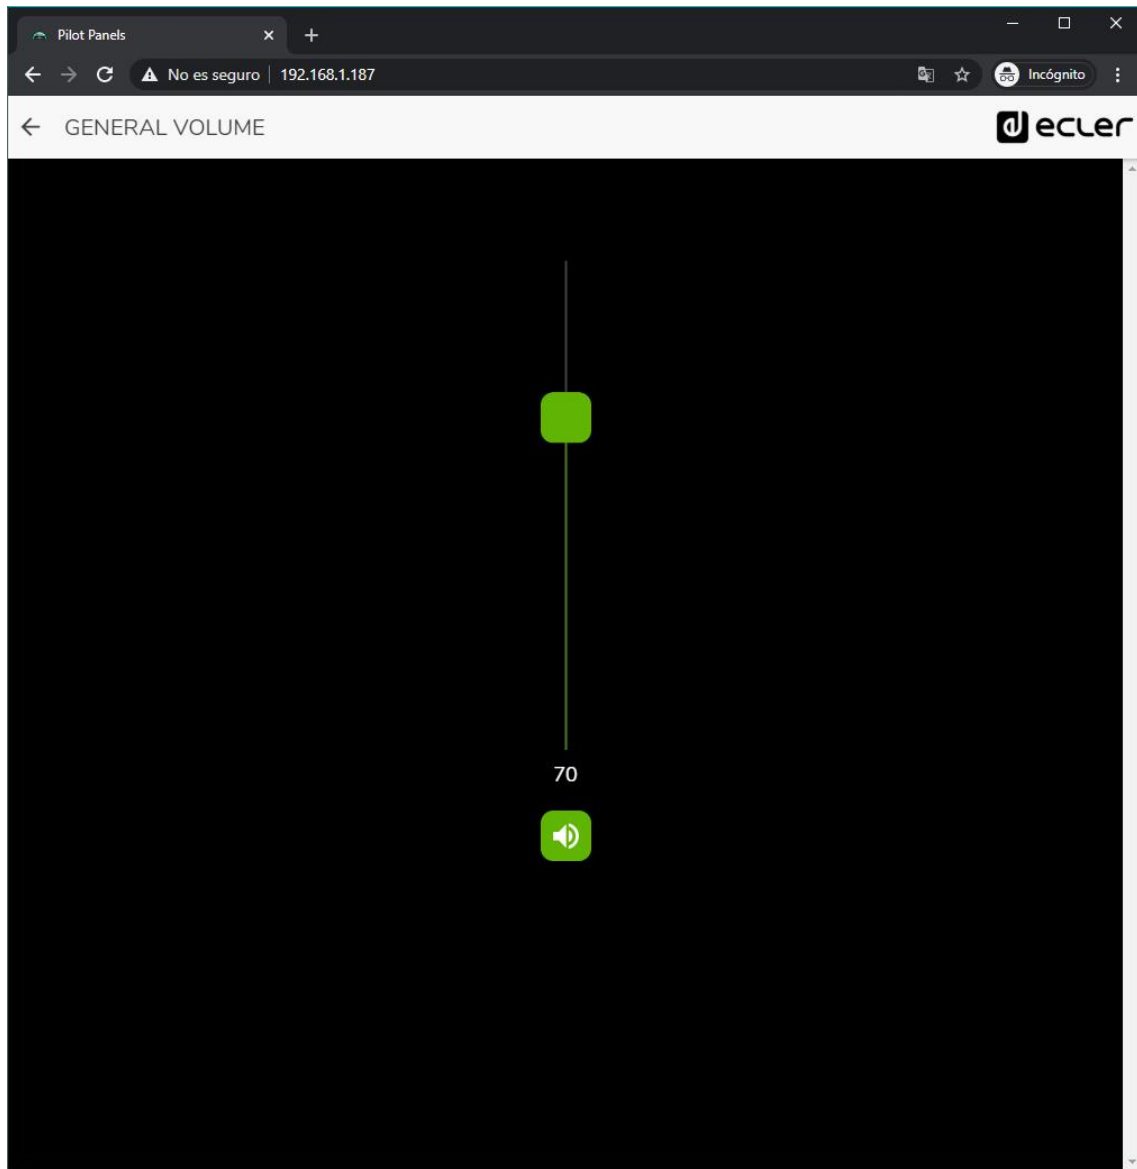 Pilot Panels
No es seguro 192.168.1.187 Incógnito
GENERAL VOLUME ecler
70